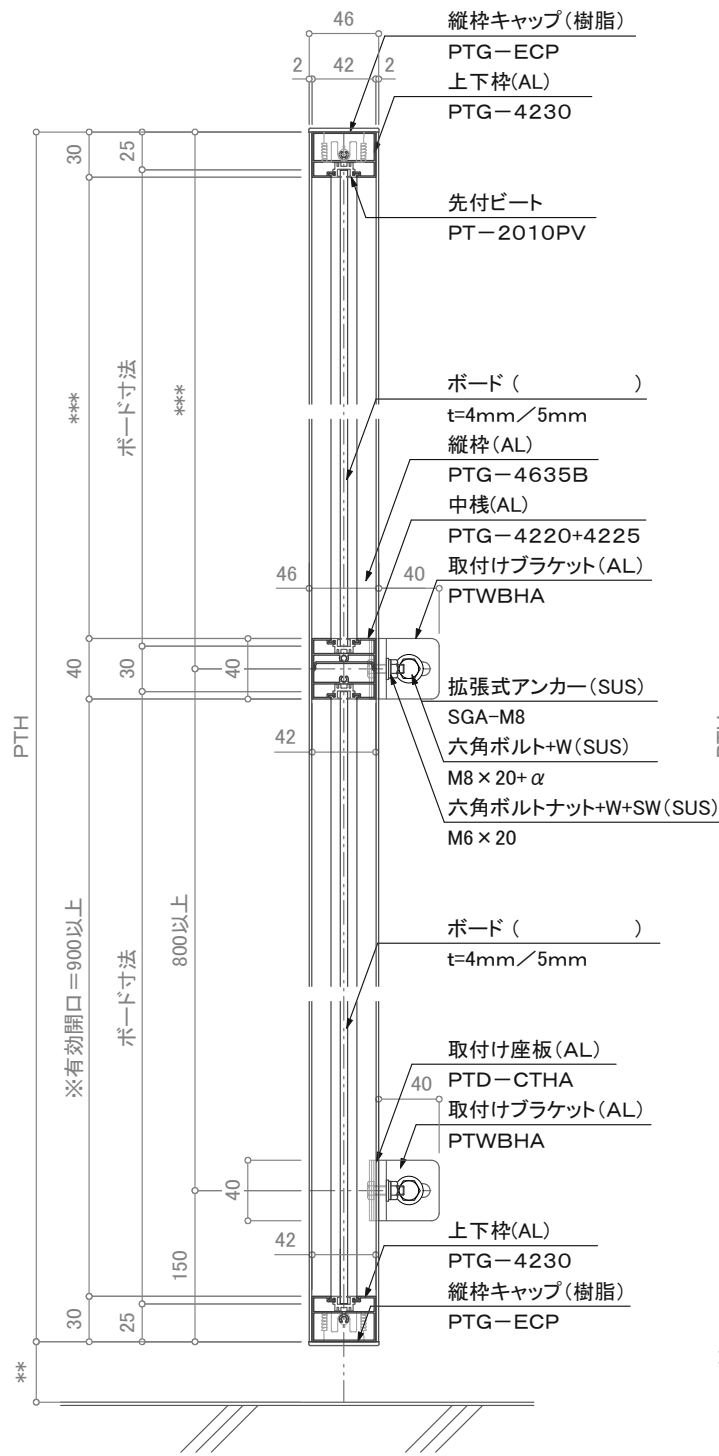 46
縦枠キャップ(樹脂)
PTG-ECP
2 42 2
上下枠(AL)
PTG-4230
30
25
先付ビート
PT-2010PV
***
ボード寸法
***
ボード（　　　　）
t=4mm／5mm
縦枠(AL)
PTG-4635B
中桟(AL)
PTG-4220+4225
46
40
取付けブラケット(AL)
PTWBHA
40
30
40
拡張式アンカー(SUS)
SGA-M8
42
六角ボルト+W(SUS)
M8×20+α
六角ボルトナット+W+SW(SUS)
M6×20
PTH
※有効開口=900以上
ボード寸法
800以上
ボード（　　　　）
t=4mm／5mm
取付け座板(AL)
PTD-CTHA
40
取付けブラケット(AL)
PTWBHA
40
42
150
上下枠(AL)
PTG-4230
縦枠キャップ(樹脂)
PTG-ECP
30
25
**